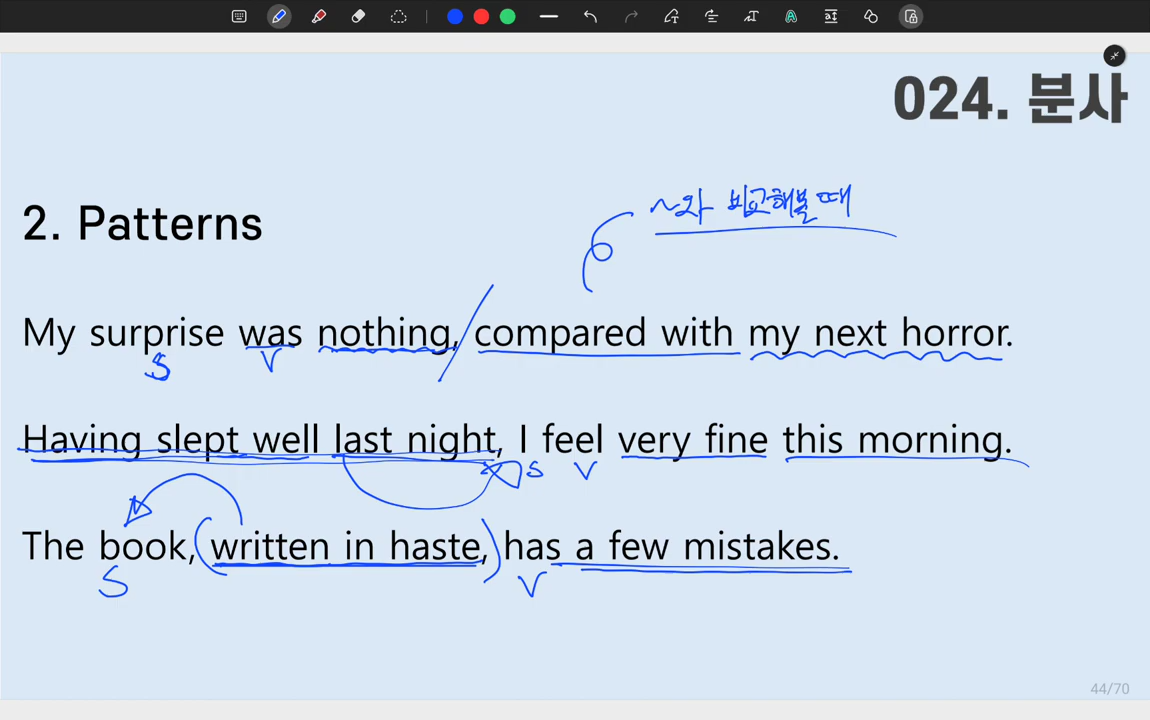 024. 분사
2. Patterns
~와 비교해볼 때
My surprise was nothing, compared with my next horror.
S V
Having slept well last night, I feel very fine this morning.
S V
The book, (written in haste,) has a few mistakes.
S V
44/70